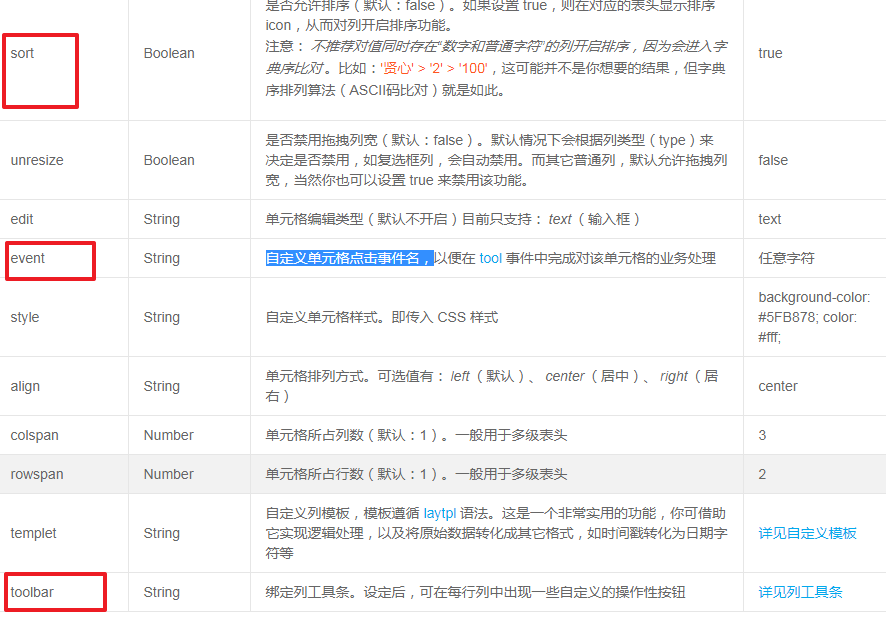 是否允许排序（默认：false）。如果设置 true，则在对应的表头显示排序
icon，从而对列开启排序功能。
sort Boolean 注意：不推荐对值同时存在“数字和普通字符”的列开启排序，因为会进入字 true
典序比对。比如：'贤心' > '2' > '100'，这可能并不是你想要的结果，但字典
序排列算法（ASCII码比对）就是如此。
是否禁用拖拽列宽（默认：false）。默认情况下会根据列类型（type）来
unresize Boolean 决定是否禁用，如复选框列，会自动禁用。而其它普通列，默认允许拖拽列 false
宽，当然你也可以设置 true 来禁用该功能。
edit String 单元格编辑类型（默认不开启）目前只支持：text（输入框） text
event String 自定义单元格点击事件名，以便在 tool 事件中完成对该单元格的业务处理 任意字符
background-color:
style String 自定义单元格样式。即传入 CSS 样式 #5FB878; color:
#fff;
align String 单元格排列方式。可选值有：left（默认）、center（居中）、right（居 center
右）
colspan Number 单元格所占列数（默认：1）。一般用于多级表头 3
rowspan Number 单元格所占行数（默认：1）。一般用于多级表头 2
自定义列模板，模板遵循 laytpl 语法。这是一个非常实用的功能，你可借助
templet String 它实现逻辑处理，以及将原始数据转化成其它格式，如时间戳转化为日期字 详见自定义模板
符等
toolbar String 绑定列工具条。设定后，可在每行列中出现一些自定义的操作性按钮 详见列工具条